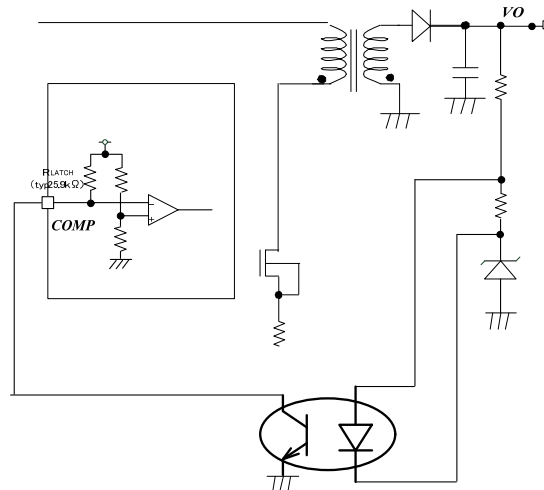 VO
RLATCH
(typ25.9kΩ)
COMP
−
+